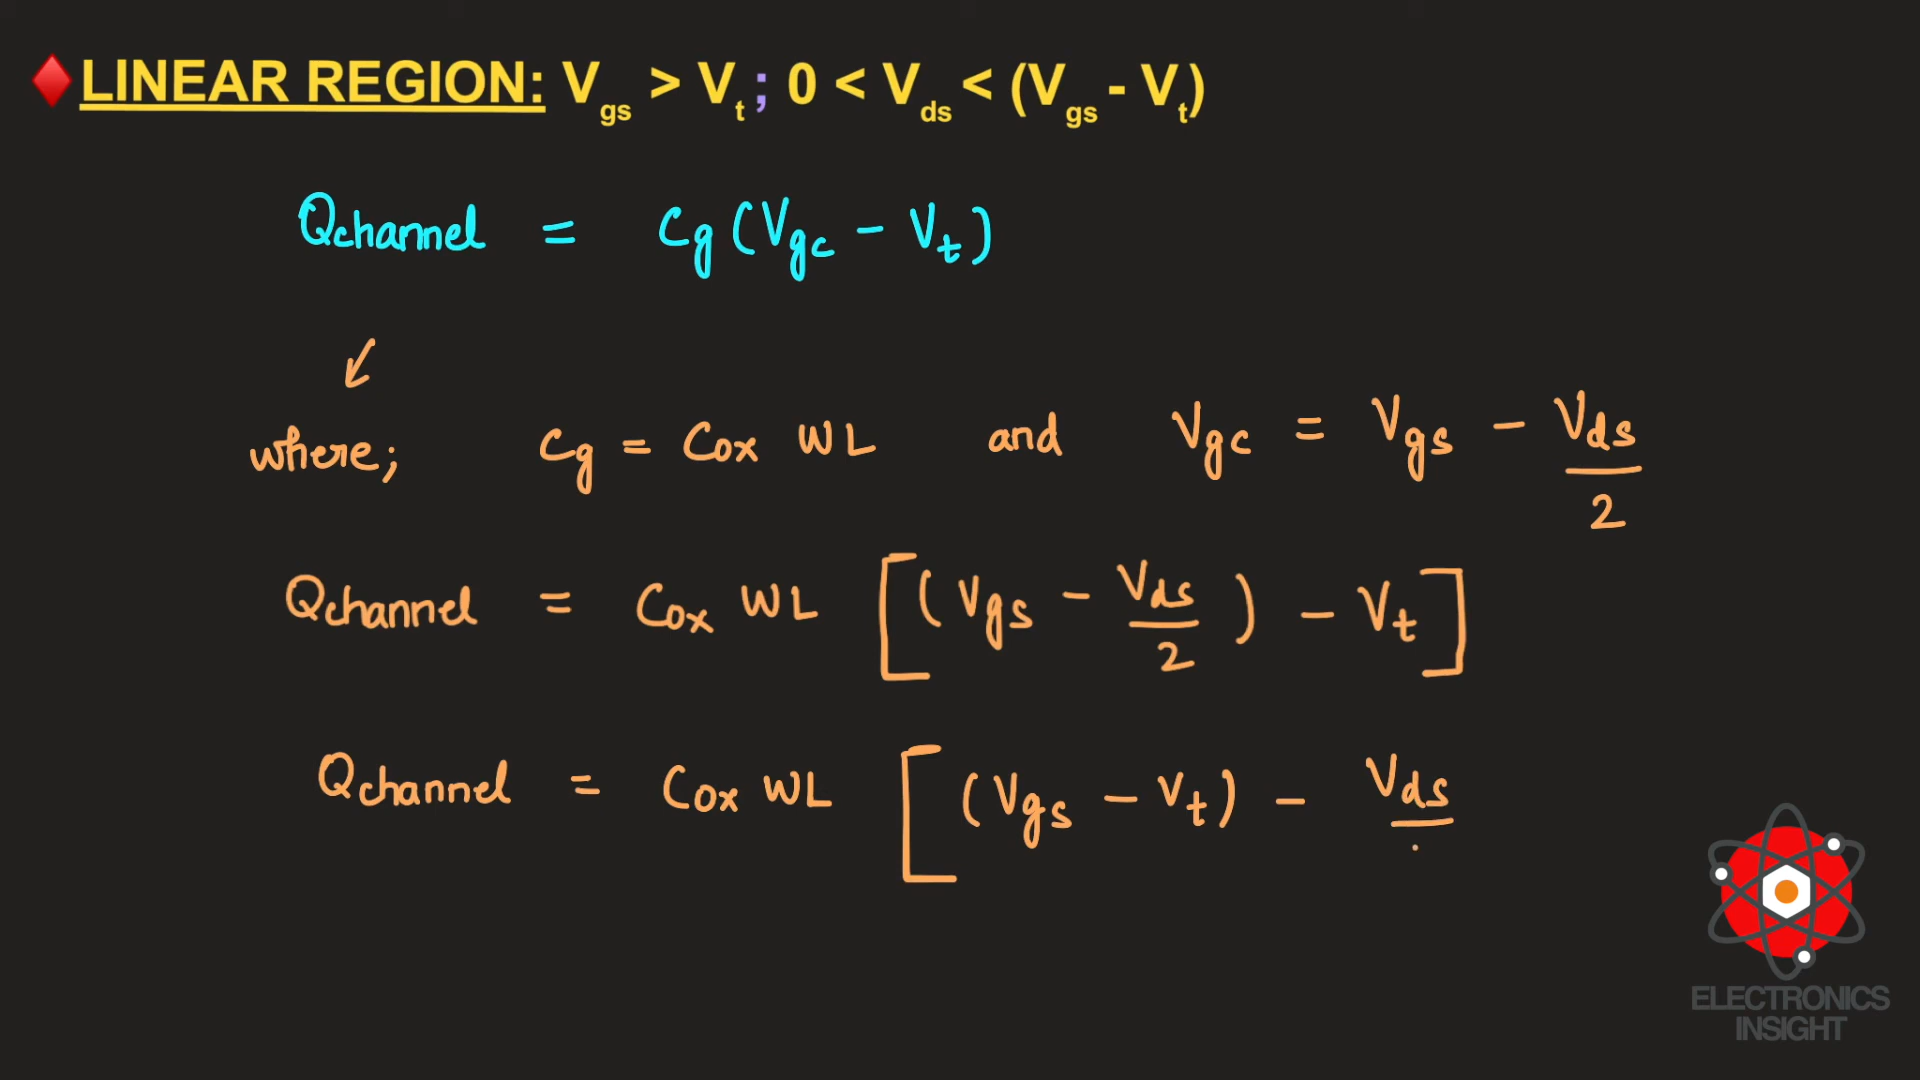 LINEAR REGION: Vgs > Vt ; 0 < Vds < (Vgs - Vt)
Qchannel = Cg (Vgc - Vt)
where; Cg = Cox WL and Vgc = Vgs - Vds/2
Qchannel = Cox WL [(Vgs - Vds/2) - Vt]
Qchannel = Cox WL [(Vgs - Vt) - Vds/
ELECTRONICS
INSIGHT